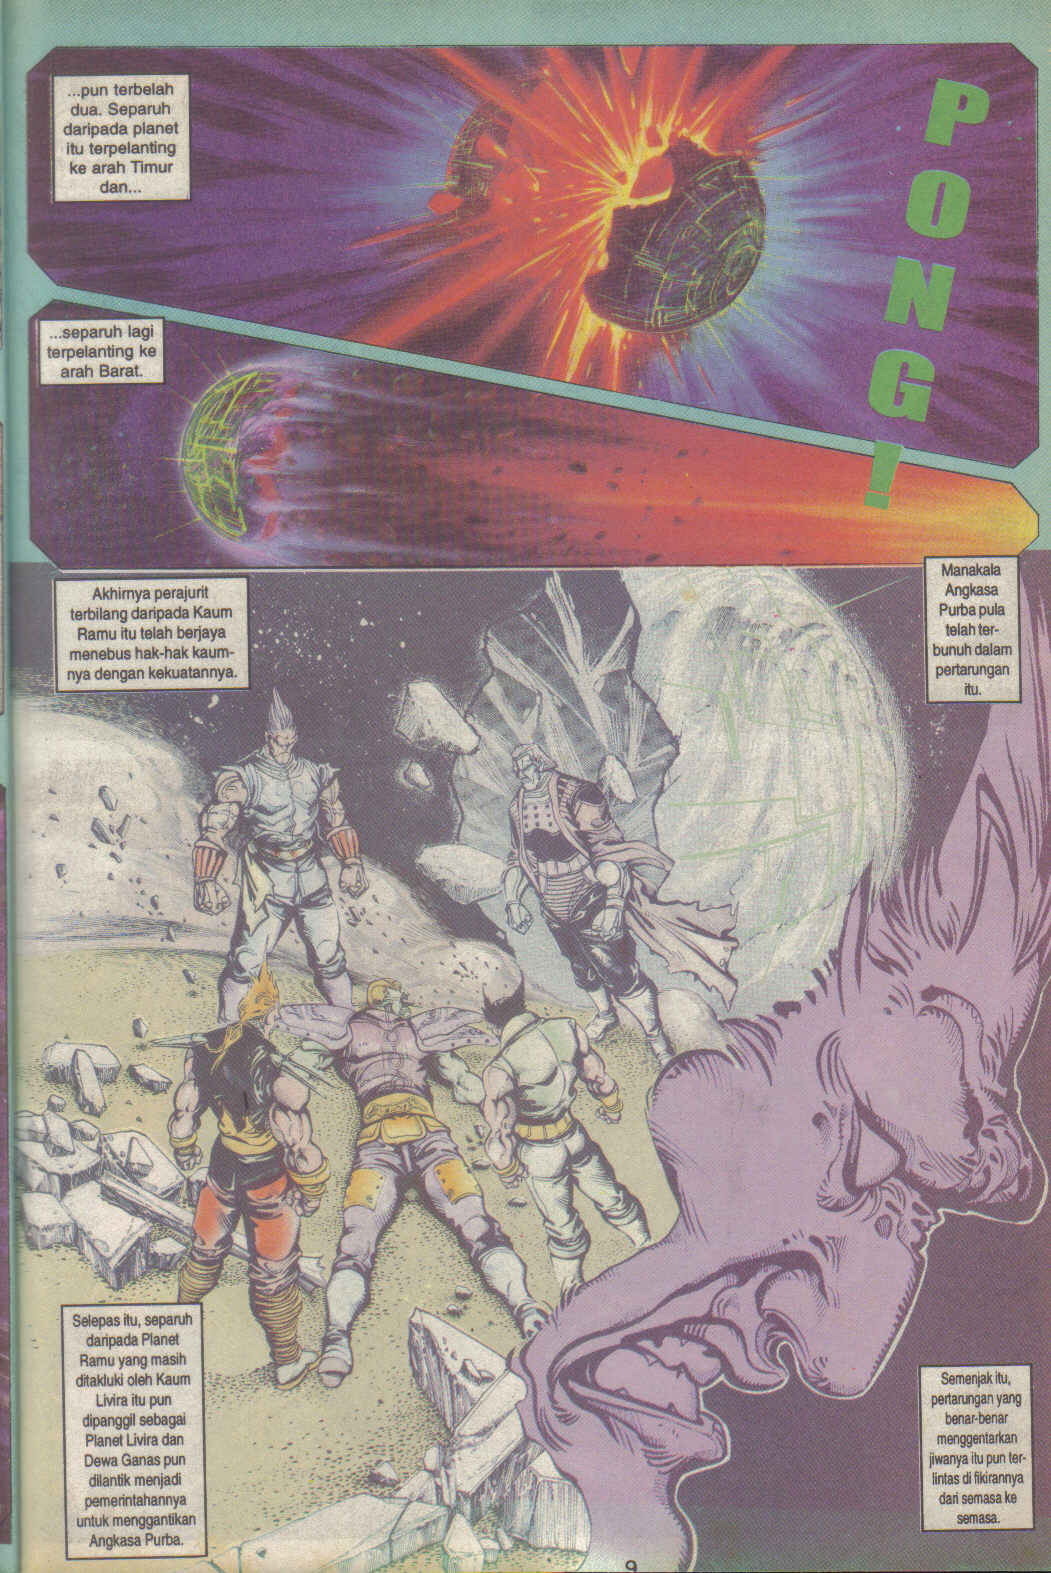 ...pun terbelah
dua. Separuh
daripada planet
itu terpelanting
ke arah Timur
dan...
PONG!
...separuh lagi
terpelanting ke
arah Barat.
Akhirnya perajurit
terbilang daripada Kaum
Ramu itu telah berjaya
menebus hak-hak kaum-
nya dengan kekuatannya.
Manakala
Angkasa
Purba pula
telah ter-
bunuh dalam
pertarungan
itu.
Selepas itu, separuh
daripada Planet
Ramu yang masih
ditakluki oleh Kaum
Livira itu pun
dipanggil sebagai
Planet Livira dan
Dewa Ganas pun
dilantik menjadi
pemerintahannya
untuk menggantikan
Angkasa Purba.
Semenjak itu,
pertarungan yang
benar-benar
menggentarkan
jiwanya itu pun ter-
lintas di fikirannya
dari semasa ke
semasa.
9